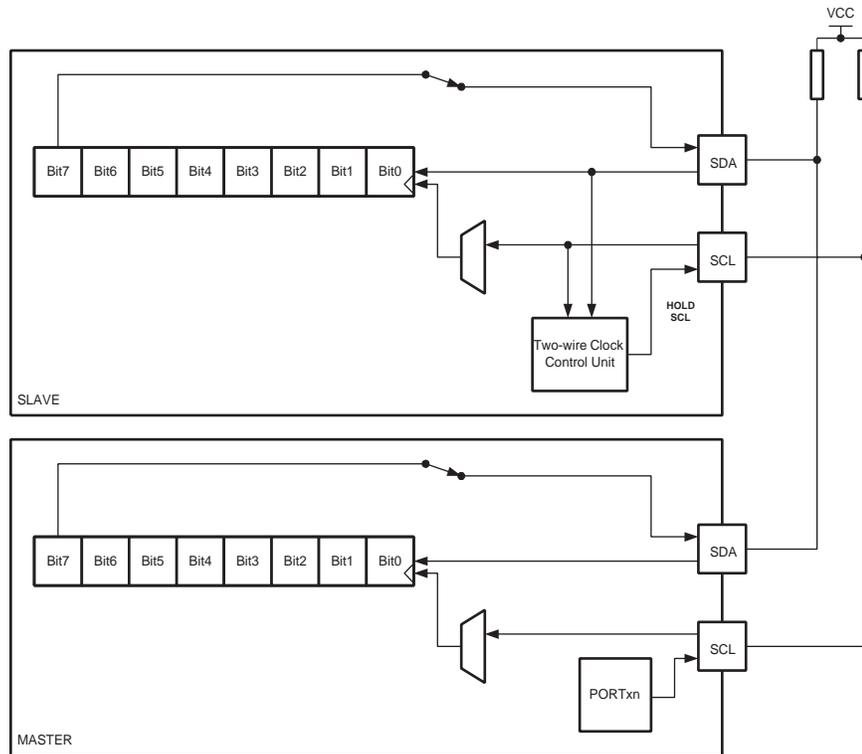 VCC
Bit7 Bit6 Bit5 Bit4 Bit3 Bit2 Bit1 Bit0
SDA
SCL
HOLD
SCL
Two-wire Clock
Control Unit
SLAVE
Bit7 Bit6 Bit5 Bit4 Bit3 Bit2 Bit1 Bit0
SDA
SCL
PORTxn
MASTER